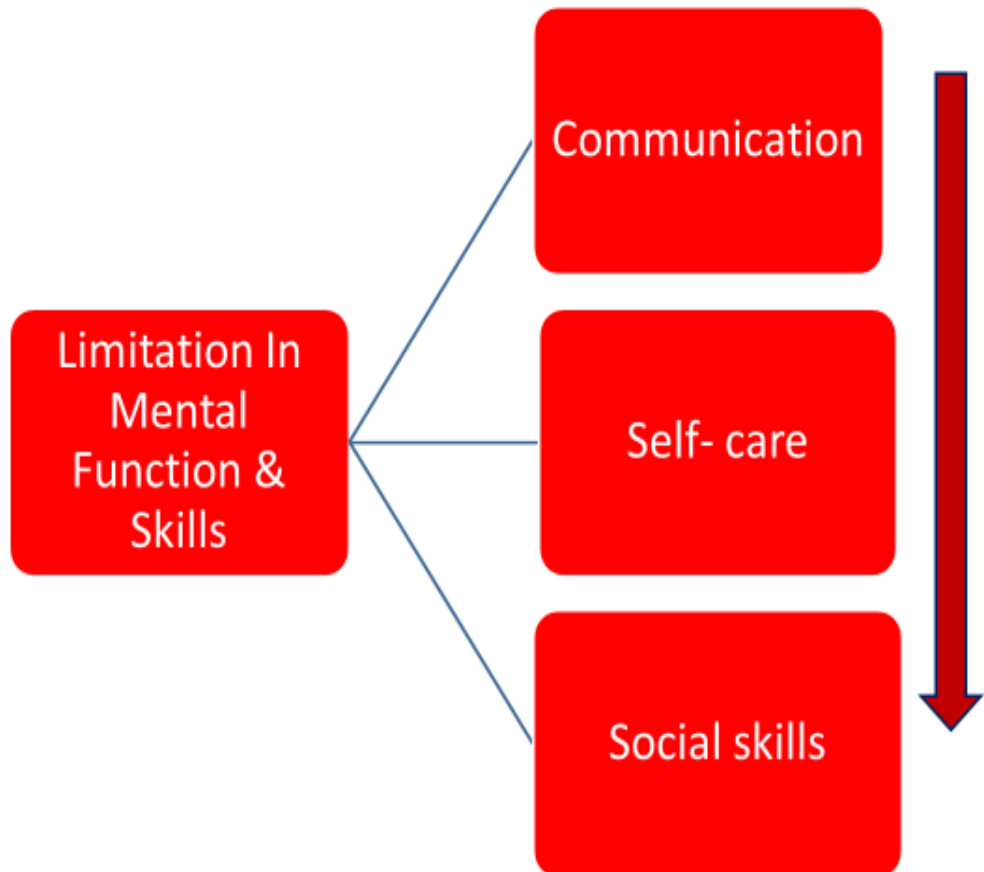 Communication
Limitation In
Mental
Function &
Skills
Self- care
Social skills